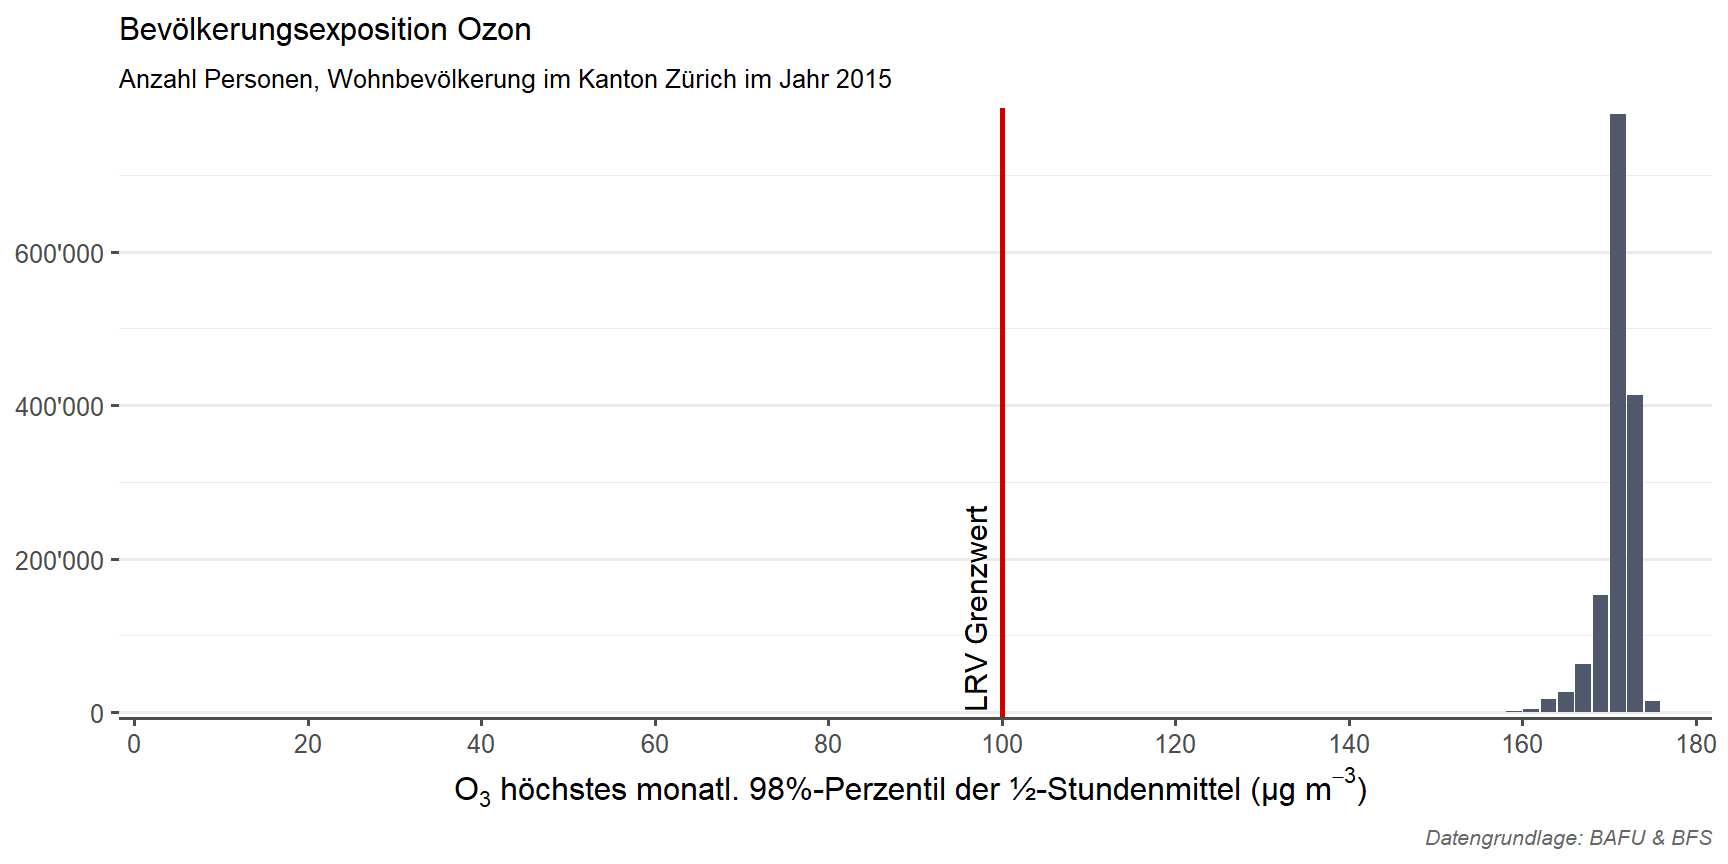 Bevölkerungsexposition Ozon
Anzahl Personen, Wohnbevölkerung im Kanton Zürich im Jahr 2015
600'000
400'000
200'000
0
LRV Grenzwert
0 20 40 60 80 100 120 140 160 180
O₃ höchstes monatl. 98%-Perzentil der ½-Stundenmittel (µg m⁻³)
Datengrundlage: BAFU & BFS